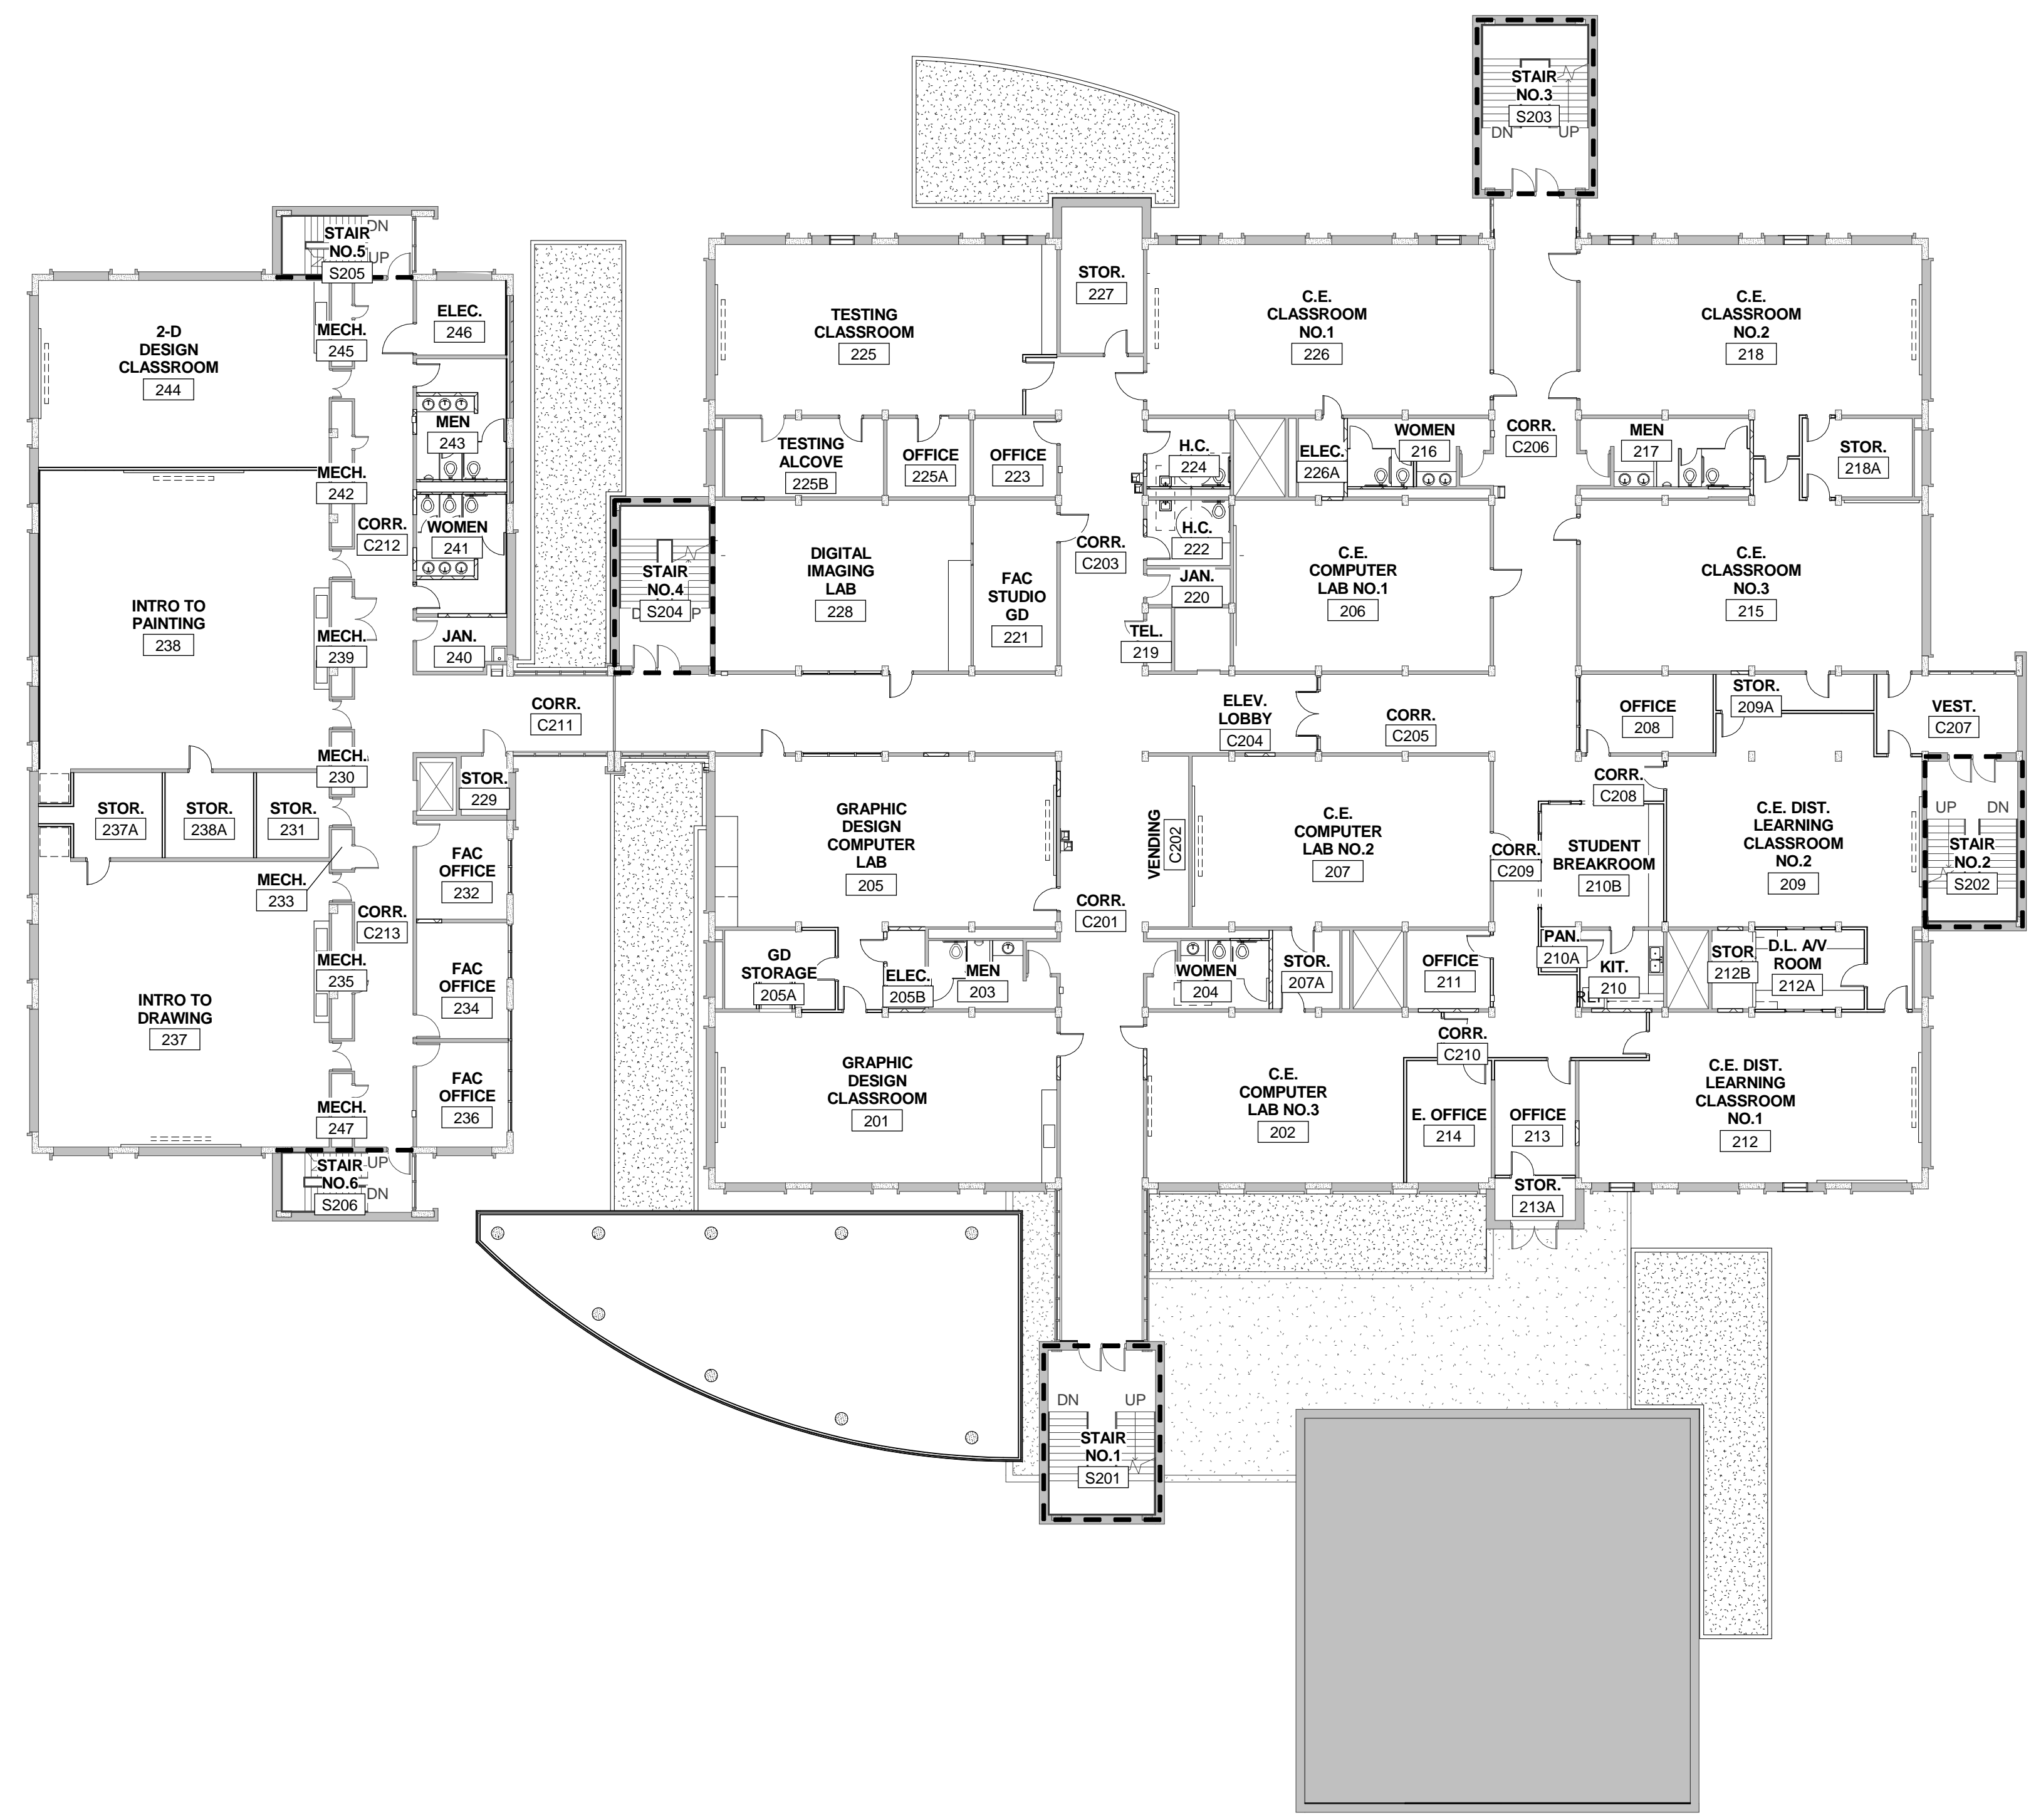 STAIR
NO.3
S203
DN
UP
STAIR
NO.5
S205
DN
UP
2-D
DESIGN
CLASSROOM
244
MECH.
245
ELEC.
246
MEN
243
MECH.
242
CORR.
C212
WOMEN
241
INTRO TO
PAINTING
238
MECH.
239
JAN.
240
MECH.
230
CORR.
C211
STOR.
229
STOR.
237A
STOR.
238A
STOR.
231
MECH.
233
FAC
OFFICE
232
CORR.
C213
FAC
OFFICE
234
MECH.
235
INTRO TO
DRAWING
237
FAC
OFFICE
236
MECH.
247
STAIR
NO.6
S206
UP
DN
TESTING
CLASSROOM
225
STOR.
227
C.E.
CLASSROOM
NO.1
226
C.E.
CLASSROOM
NO.2
218
TESTING
ALCOVE
225B
OFFICE
225A
OFFICE
223
H.C.
224
ELEC.
226A
WOMEN
216
CORR.
C206
MEN
217
STOR.
218A
STAIR
NO.4
S204
DIGITAL
IMAGING
LAB
228
FAC
STUDIO
GD
221
CORR.
C203
H.C.
222
JAN.
220
TEL.
219
C.E.
COMPUTER
LAB NO.1
206
C.E.
CLASSROOM
NO.3
215
ELEV.
LOBBY
C204
CORR.
C205
OFFICE
208
STOR.
209A
VEST.
C207
GRAPHIC
DESIGN
COMPUTER
LAB
205
VENDING
C202
C.E.
COMPUTER
LAB NO.2
207
CORR.
C208
CORR.
C209
STUDENT
BREAKROOM
210B
C.E. DIST.
LEARNING
CLASSROOM
NO.2
209
UP
DN
STAIR
NO.2
S202
CORR.
C201
GD
STORAGE
205A
ELEC.
205B
MEN
203
WOMEN
204
STOR.
207A
OFFICE
211
PAN.
210A
KIT.
210
STOR
212B
D.L. A/V
ROOM
212A
GRAPHIC
DESIGN
CLASSROOM
201
C.E.
COMPUTER
LAB NO.3
202
CORR.
C210
E. OFFICE
214
OFFICE
213
STOR.
213A
C.E. DIST.
LEARNING
CLASSROOM
NO.1
212
DN
UP
STAIR
NO.1
S201